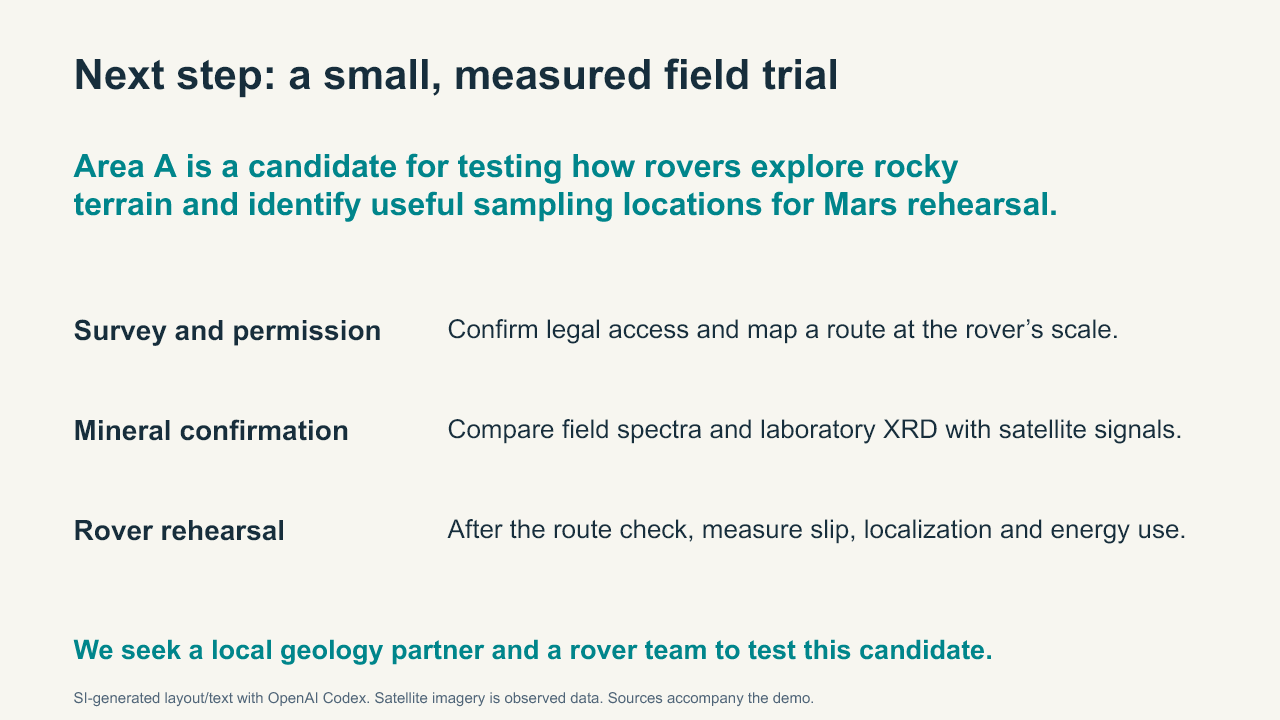 Next step: a small, measured field trial
Area A is a candidate for testing how rovers explore rocky
terrain and identify useful sampling locations for Mars rehearsal.
Survey and permission
Confirm legal access and map a route at the rover’s scale.
Mineral confirmation
Compare field spectra and laboratory XRD with satellite signals.
Rover rehearsal
After the route check, measure slip, localization and energy use.
We seek a local geology partner and a rover team to test this candidate.
SI-generated layout/text with OpenAI Codex. Satellite imagery is observed data. Sources accompany the demo.